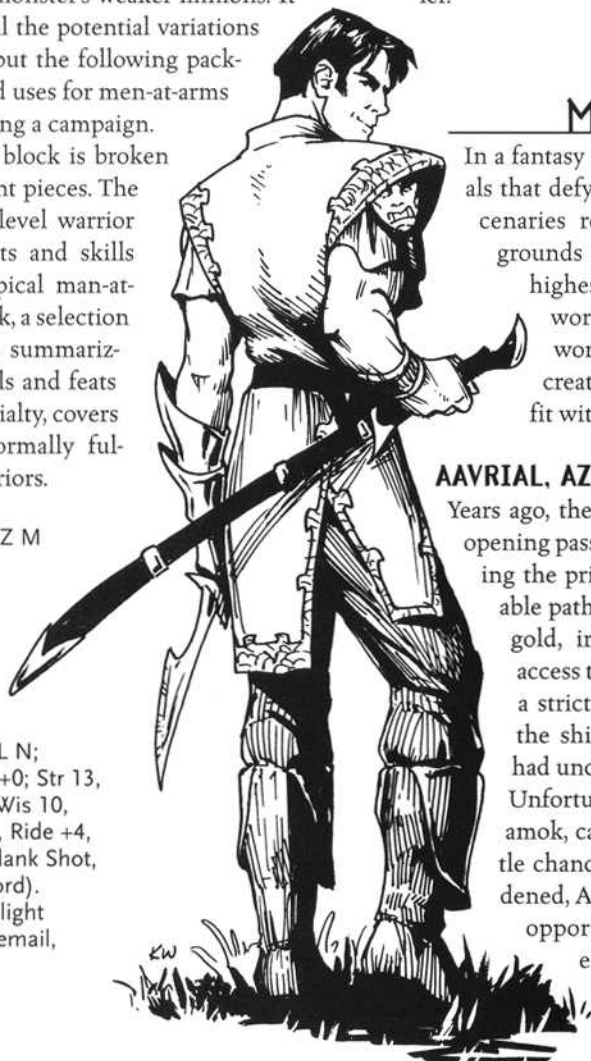 monster's weaker minions. It
l the potential variations
out the following pack-
d uses for men-at-arms
ng a campaign.
block is broken
nt pieces. The
level warrior
ts and skills
pical man-at-
k, a selection
summariz-
ls and feats
ialty, covers
ormally ful-
riors.
Z M
L N;
+0; Str 13,
Wis 10,
, Ride +4,
lank Shot,
ord).
light
email,
KW
ler.
M
In a fantasy
als that defy
cenaries re
grounds
highes
wor
wor
creat
fit wit
AAVRIAL, AZ
Years ago, the
opening pass
ing the pri
able path
gold, ir
access t
a strict
the shi
had unc
Unfortu
amok, ca
tle chanc
dened, A
opport
e